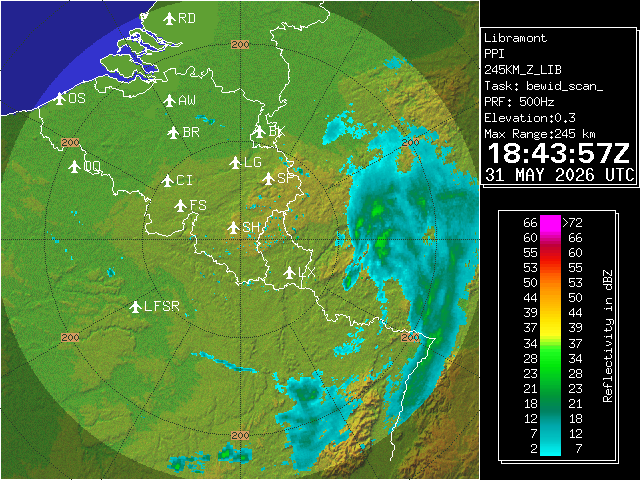 RD
200
OS
AW
BR
BK
200
200
OO
LG
CI
SP
FS
SH
LX
LFSR
200
200
200
Libramont
PPI
245KM_Z_LIB
Task: bewid_scan_
PRF: 500Hz
Elevation:0.3
Max Range:245 km
18:43:57Z
31 MAY 2026 UTC
66 >72
60 66
55 60
53 55
50 53
44 50
39 44
37 39
34 37
28 34
23 28
21 23
18 21
12 18
7 12
2 7
Reflectivity in dBZ